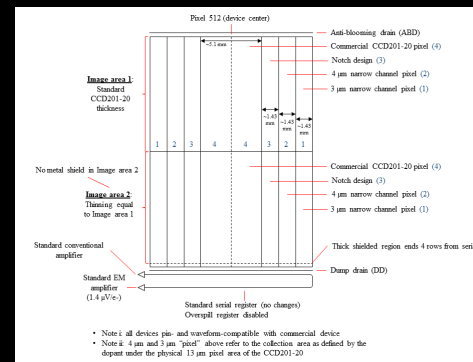 Pixel 512 (device center)
Anti-blooming drain (ABD)
~5.1 mm
Commercial CCD201-20 pixel (4)
Notch design (3)
Image area 1:
Standard
CCD201-20
thickness
4 µm narrow channel pixel (2)
3 µm narrow channel pixel (1)
~1.43 mm
~1.43 mm
~1.43 mm
1 2 3 4 4 3 2 1
No metal shield in Image area 2
Commercial CCD201-20 pixel (4)
Notch design (3)
Image area 2:
Thinning equal
to Image area 1
4 µm narrow channel pixel (2)
3 µm narrow channel pixel (1)
Standard conventional
amplifier
Thick shielded region ends 4 rows from seri
Dump drain (DD)
Standard EM
amplifier
(1.4 µV/e-)
Standard serial register (no changes)
Overspill register disabled
• Note i: all devices pin- and waveform-compatible with commercial device
• Note ii: 4 µm and 3 µm “pixel” above refer to the collection area as defined by the
dopant under the physical 13 µm pixel area of the CCD201-20